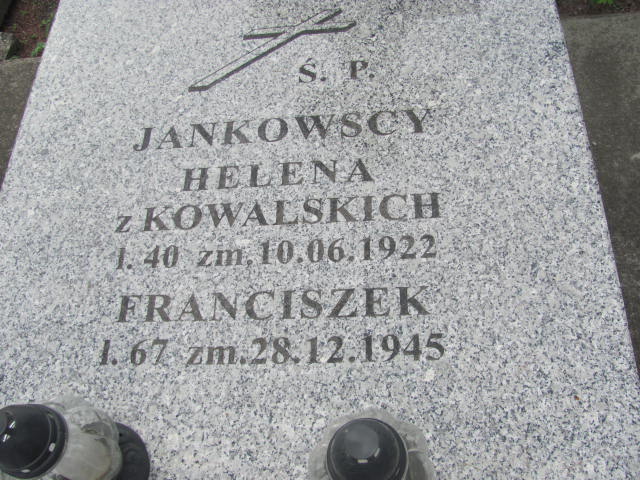 Ś. P.
JANKOWSCY
HELENA
z KOWALSKICH
l. 40 zm.10.06.1922
FRANCISZEK
l. 67 zm.28.12.1945